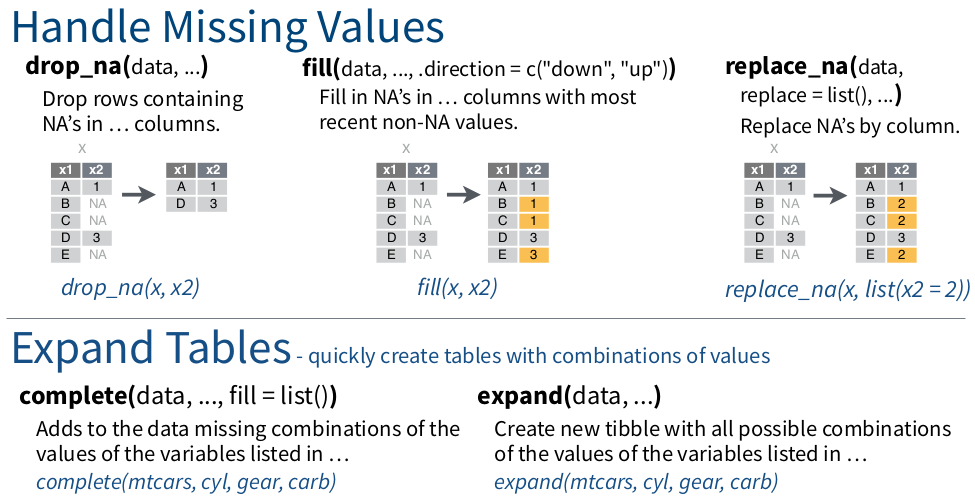 Handle Missing Values
drop_na(data, ...)
Drop rows containing
NA's in … columns.
x
x1 x2
A 1
B NA
C NA
D 3
E NA
x1 x2
A 1
D 3
drop_na(x, x2)
fill(data, ..., .direction = c("down", "up"))
Fill in NA's in … columns with most
recent non-NA values.
x
x1 x2
A 1
B NA
C NA
D 3
E NA
x1 x2
A 1
B 1
C 1
D 3
E 3
fill(x, x2)
replace_na(data,
replace = list(), ...)
Replace NA's by column.
x
x1 x2
A 1
B NA
C NA
D 3
E NA
x1 x2
A 1
B 2
C 2
D 3
E 2
replace_na(x, list(x2 = 2))
Expand Tables - quickly create tables with combinations of values
complete(data, ..., fill = list())
Adds to the data missing combinations of the
values of the variables listed in …
complete(mtcars, cyl, gear, carb)
expand(data, ...)
Create new tibble with all possible combinations
of the values of the variables listed in …
expand(mtcars, cyl, gear, carb)